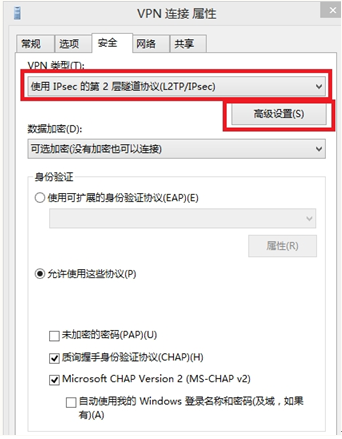 VPN 连接 属性
常规 选项 安全 网络 共享
VPN 类型(T):
使用 IPsec 的第 2 层隧道协议(L2TP/IPsec)
高级设置(S)
数据加密(D):
可选加密(没有加密也可以连接)
身份验证
使用可扩展的身份验证协议(EAP)(E)
属性(R)
允许使用这些协议(P)
未加密的密码(PAP)(U)
质询握手身份验证协议(CHAP)(H)
Microsoft CHAP Version 2 (MS-CHAP v2)
自动使用我的 Windows 登录名称和密码(及域，如果
有)(A)